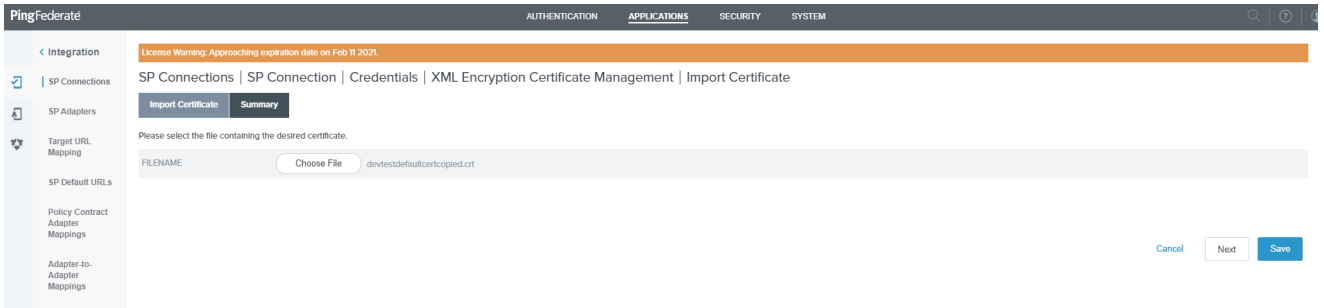 PingFederate
AUTHENTICATION APPLICATIONS SECURITY SYSTEM
< Integration
License Warning: Approaching expiration date on Feb 11 2021.
SP Connections
SP Connections | SP Connection | Credentials | XML Encryption Certificate Management | Import Certificate
SP Adapters
Import Certificate Summary
Target URL
Mapping
Please select the file containing the desired certificate.
FILENAME Choose File devtestdefaultcertcopied.crt
SP Default URLs
Policy Contract
Adapter
Mappings
Cancel Next Save
Adapter-to-
Adapter
Mappings